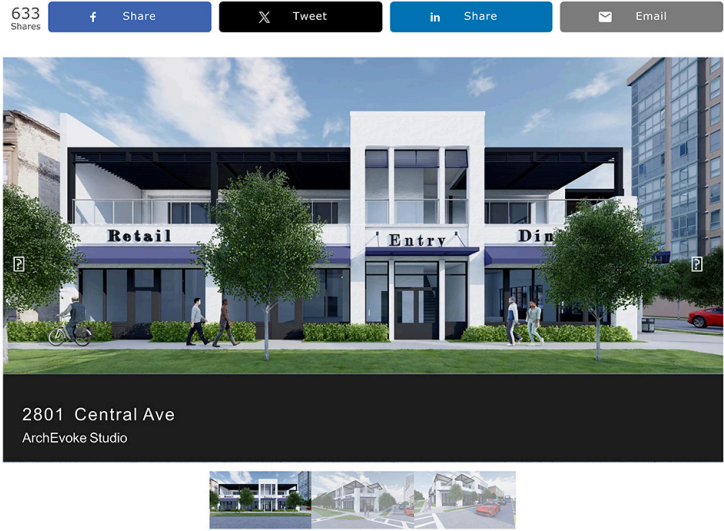 633
Shares
Share
Tweet
Share
Email
Retail
Entry
Din
2801 Central Ave
ArchEvoke Studio